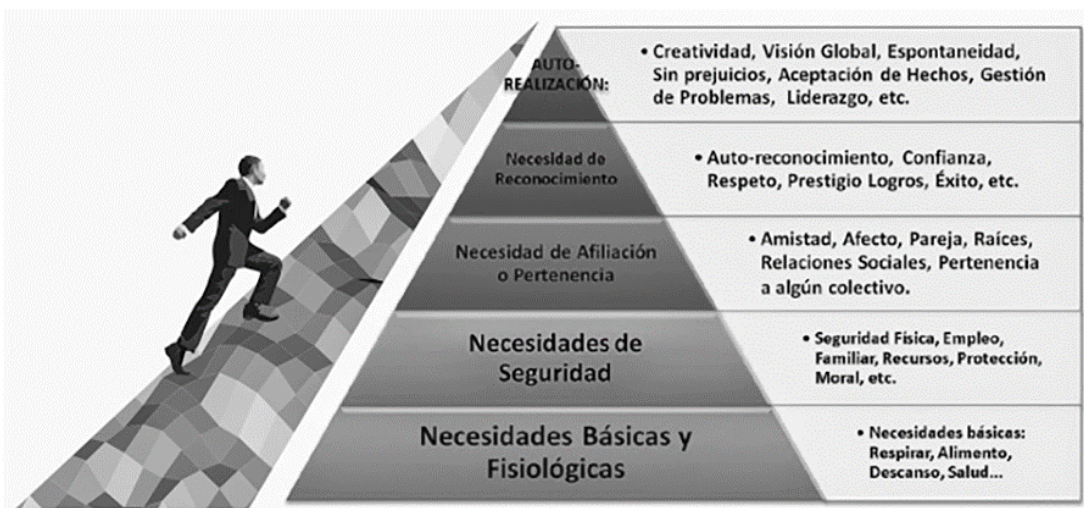 AUTO-
REALIZACIÓN:
• Creatividad, Visión Global, Espontaneidad,
Sin prejuicios, Aceptación de Hechos, Gestión
de Problemas, Liderazgo, etc.
Necesidad de
Reconocimiento
• Auto-reconocimiento, Confianza,
Respeto, Prestigio Logros, Éxito, etc.
Necesidad de Afiliación
o Pertenencia
• Amistad, Afecto, Pareja, Raíces,
Relaciones Sociales, Pertenencia
a algún colectivo.
Necesidades de
Seguridad
• Seguridad Física, Empleo,
Familiar, Recursos, Protección,
Moral, etc.
Necesidades Básicas y
Fisiológicas
• Necesidades básicas:
Respirar, Alimento,
Descanso, Salud...